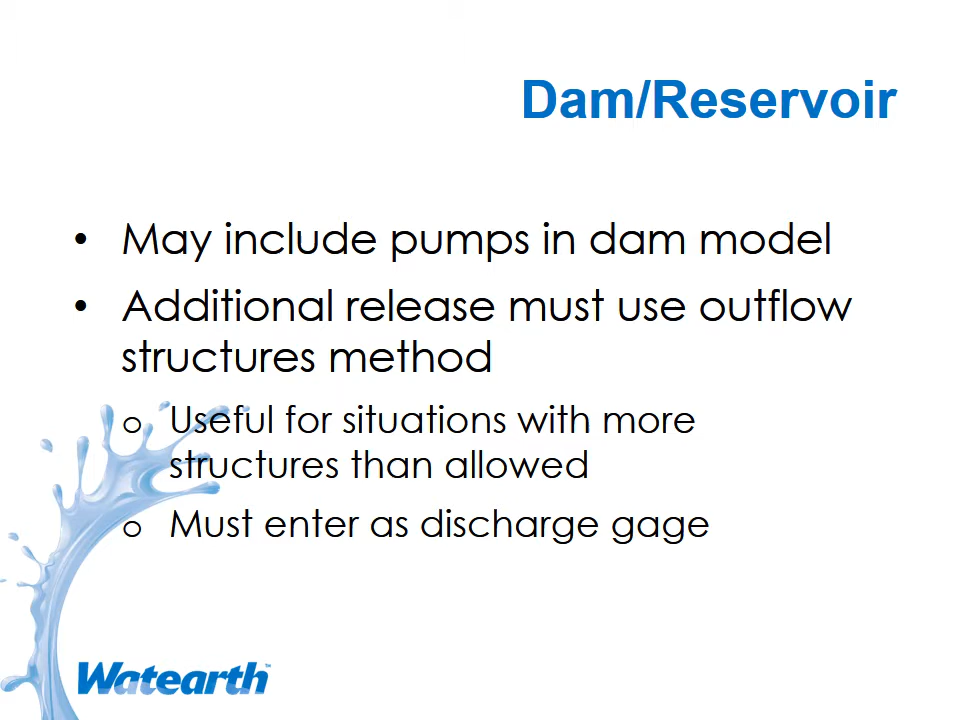 Dam/Reservoir
• May include pumps in dam model
• Additional release must use outflow
structures method
o Useful for situations with more
structures than allowed
o Must enter as discharge gage
Watearth™